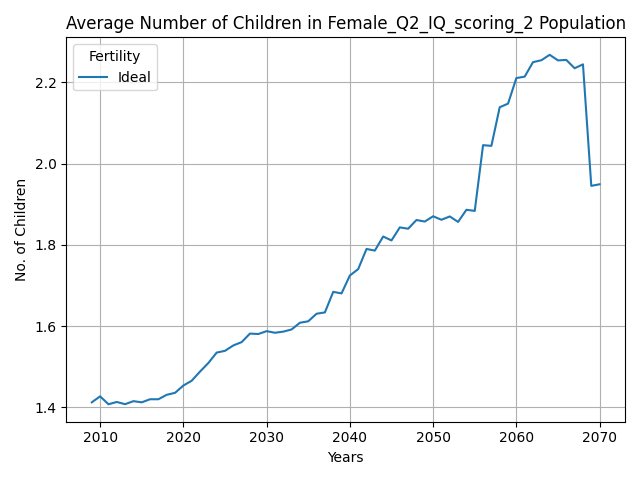 Average Number of Children in Female_Q2_IQ_scoring_2 Population
Fertility
Ideal
No. of Children
2.2
2.0
1.8
1.6
1.4
2010 2020 2030 2040 2050 2060 2070
Years